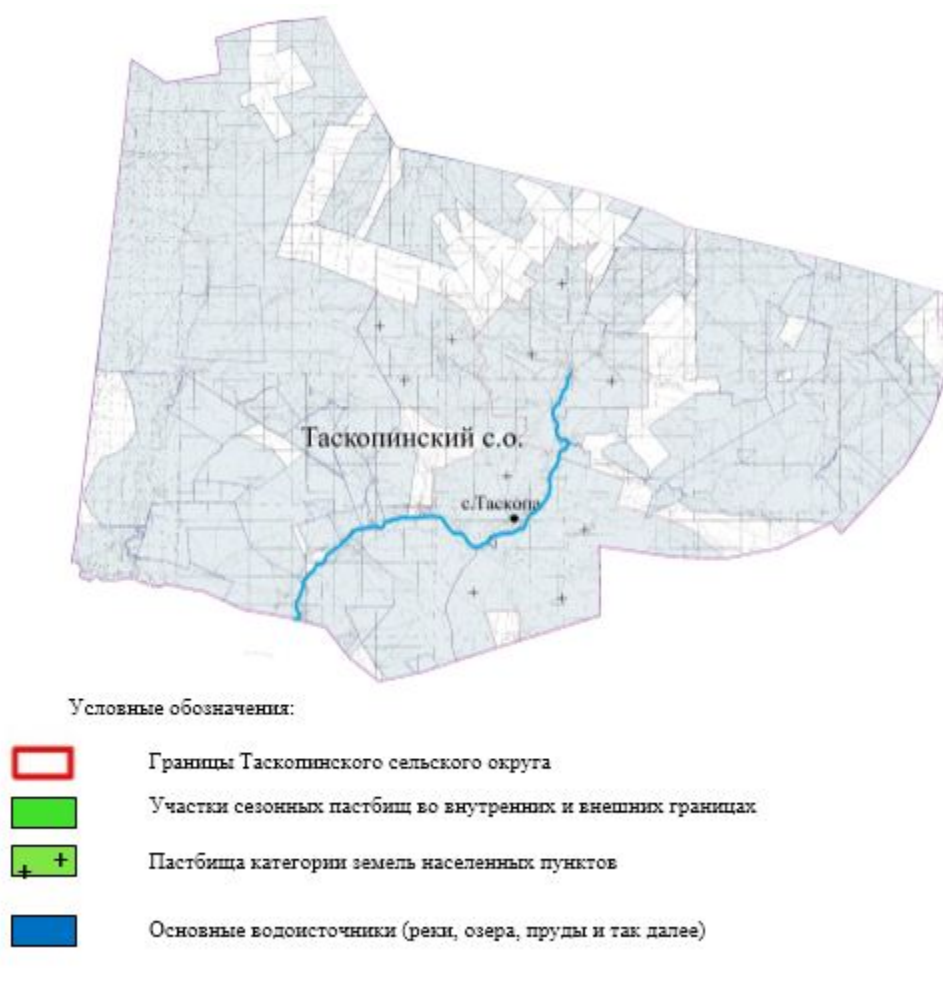 Таскопинский с.о.
с.Таскопа
Условные обозначения:
Границы Таскопинского сельского округа
Участки сезонных пастбищ во внутренних и внешних границах
Пастбища категории земель населенных пунктов
Основные водоисточники (реки, озера, пруды и так далее)